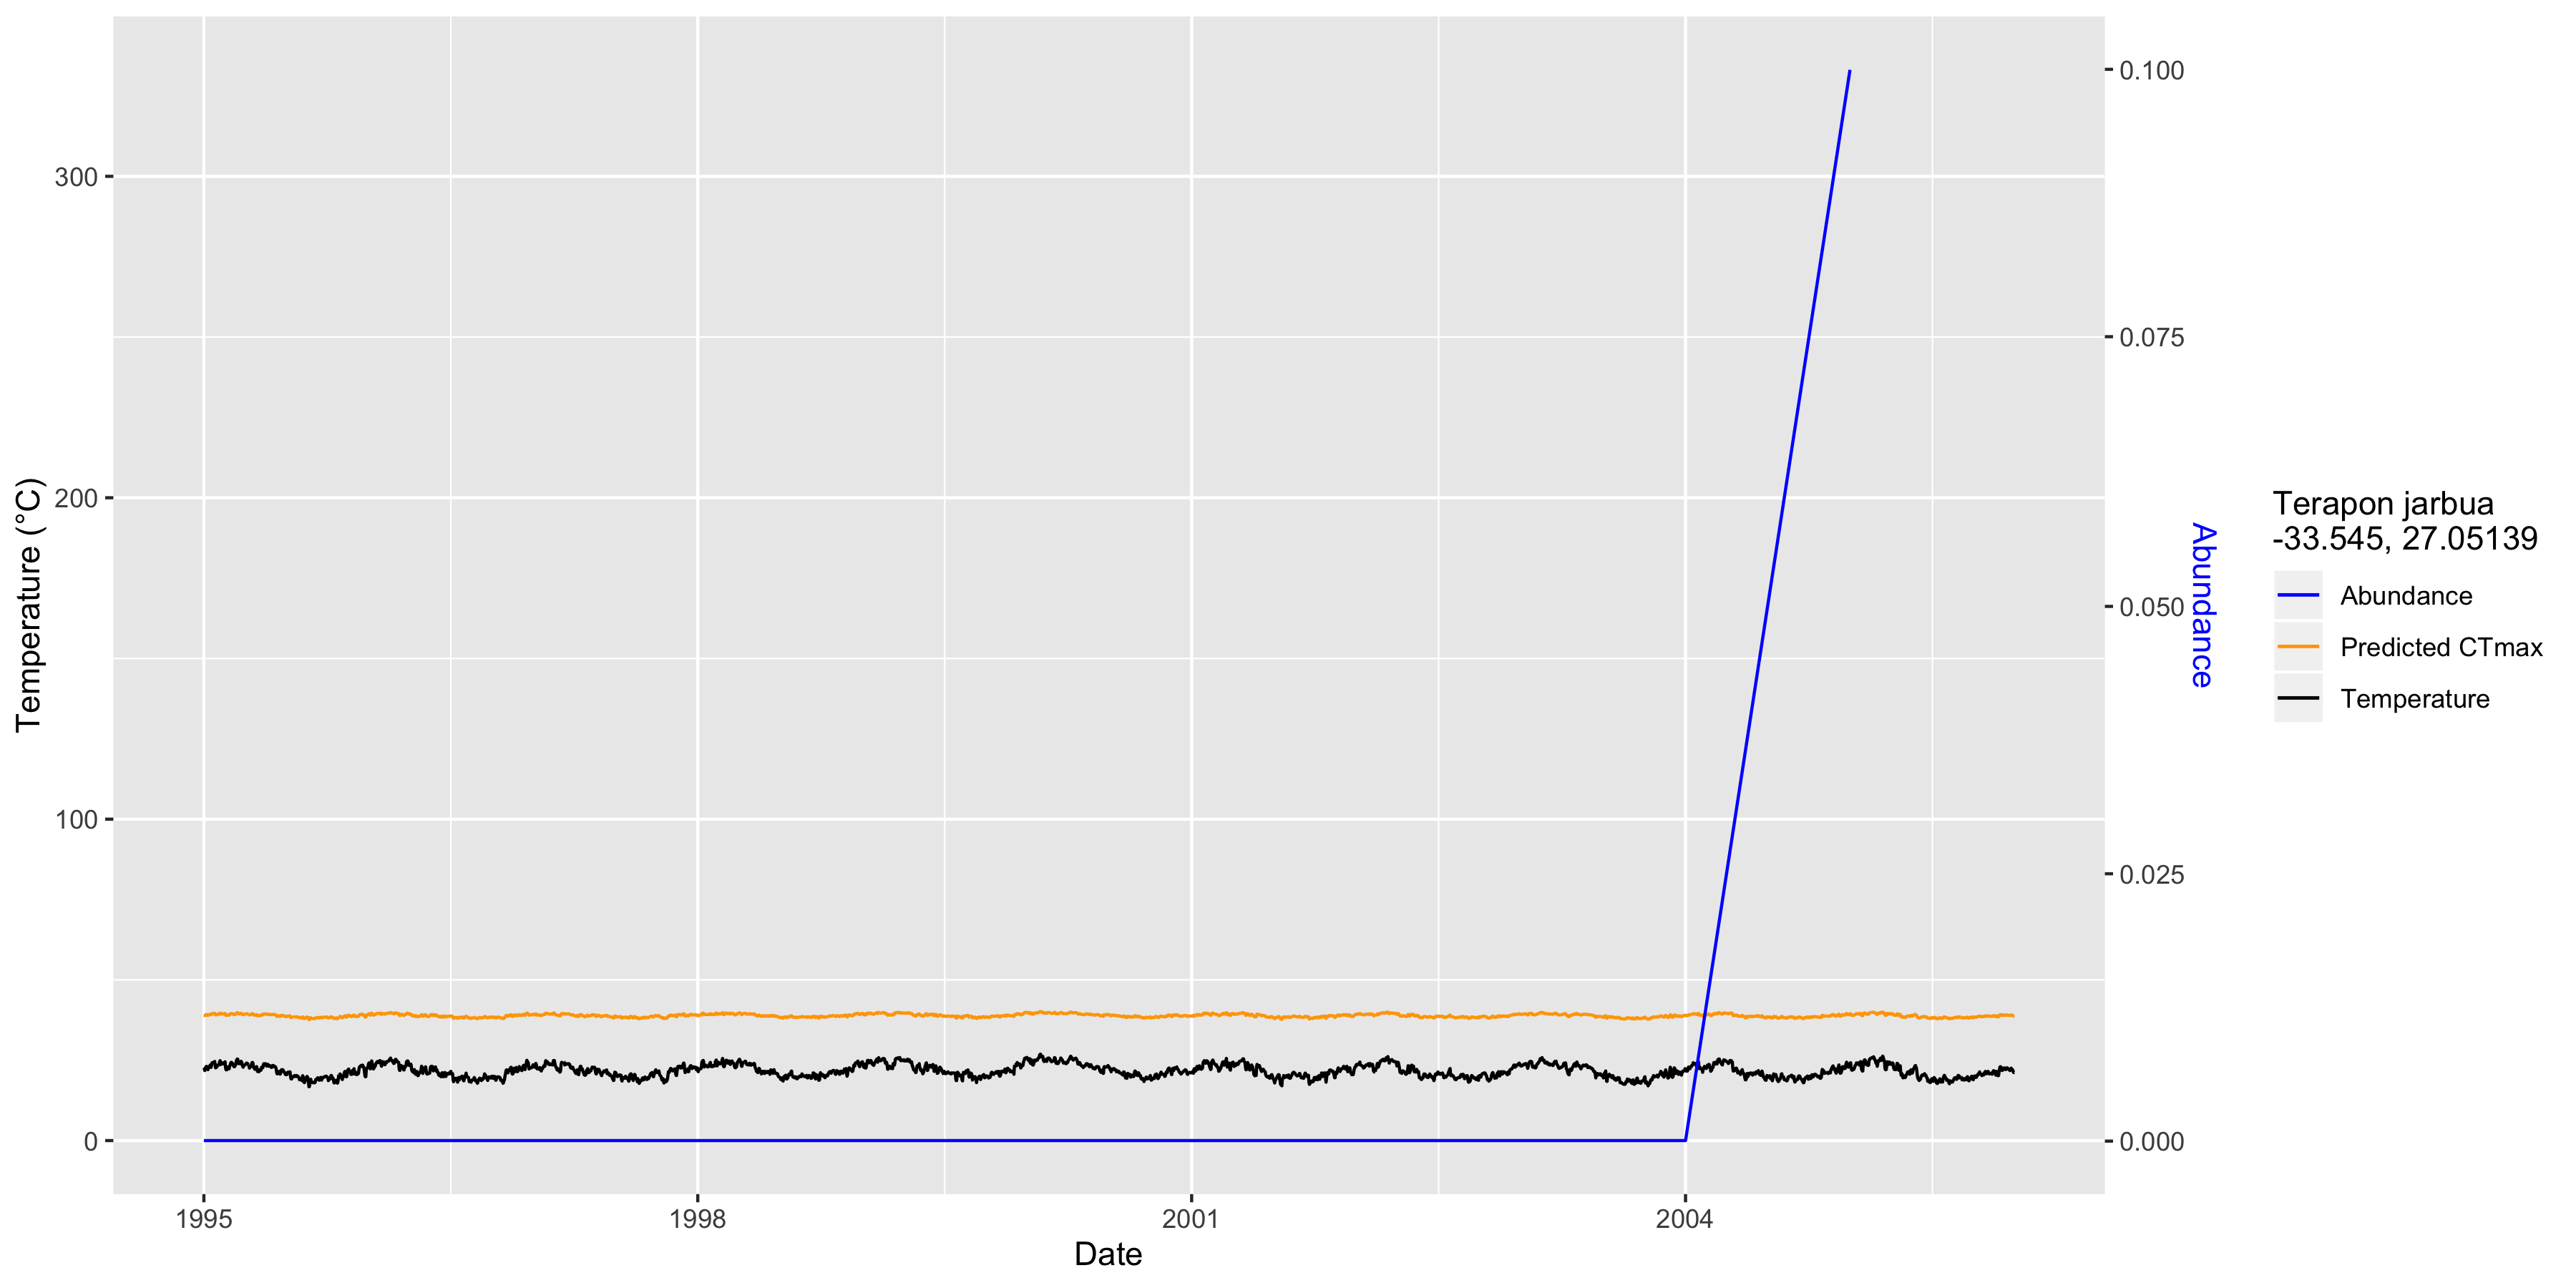 Temperature (°C)
300
200
100
0
1995
1998
2001
2004
Date
0.100
0.075
0.050
0.025
0.000
Abundance
Terapon jarbua
-33.545, 27.05139
Abundance
Predicted CTmax
Temperature